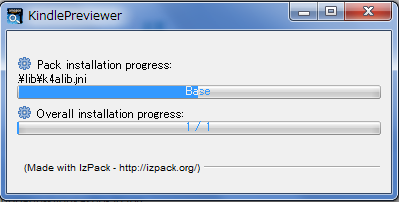 KindlePreviewer
Pack installation progress:
¥lib¥k4alib.jni
Base
Overall installation progress:
1 / 1
(Made with IzPack - http://izpack.org/)